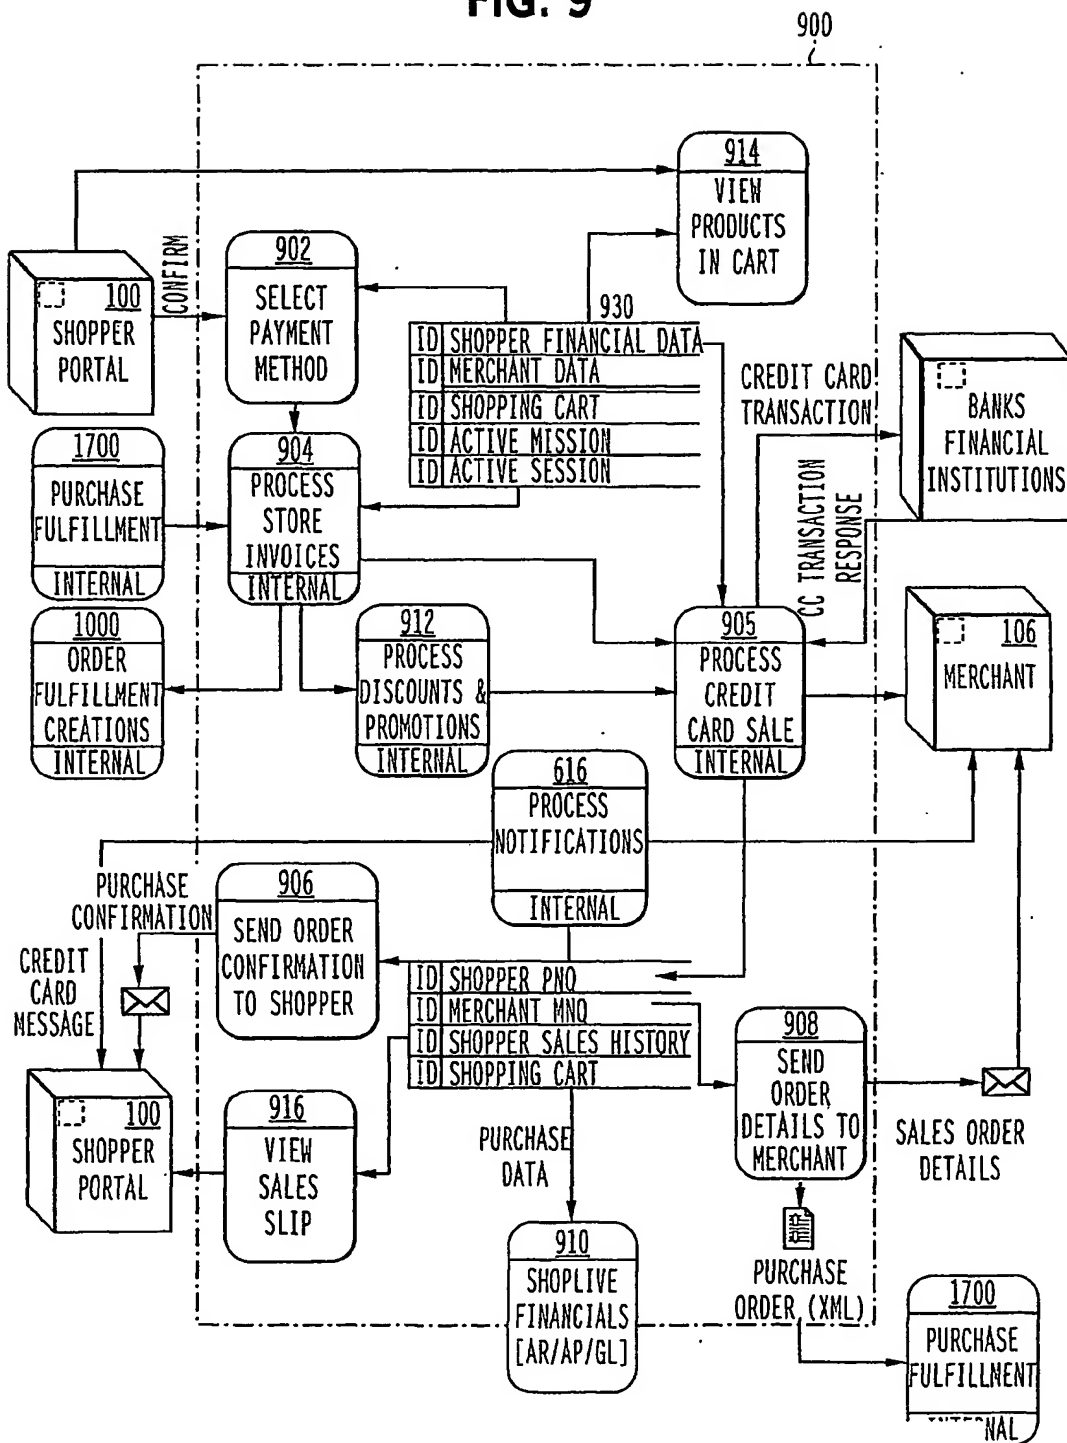 FIG. 9
900
914
VIEW
PRODUCTS
IN CART
902
SELECT
PAYMENT
METHOD
CONFIRM
100
SHOPPER
PORTAL
930
ID SHOPPER FINANCIAL DATA
ID MERCHANT DATA
ID SHOPPING CART
ID ACTIVE MISSION
ID ACTIVE SESSION
CREDIT CARD
TRANSACTION
BANKS
FINANCIAL
INSTITUTIONS
1700
PURCHASE
FULFILLMENT
INTERNAL
904
PROCESS
STORE
INVOICES
INTERNAL
CC TRANSACTION
RESPONSE
1000
ORDER
FULFILLMENT
CREATIONS
INTERNAL
912
PROCESS
DISCOUNTS &
PROMOTIONS
INTERNAL
905
PROCESS
CREDIT
CARD SALE
INTERNAL
106
MERCHANT
616
PROCESS
NOTIFICATIONS
INTERNAL
PURCHASE
CONFIRMATION
906
SEND ORDER
CONFIRMATION
TO SHOPPER
CREDIT
CARD
MESSAGE
ID SHOPPER PNQ
ID MERCHANT MNQ
ID SHOPPER SALES HISTORY
ID SHOPPING CART
908
SEND
ORDER
DETAILS TO
MERCHANT
SALES ORDER
DETAILS
100
SHOPPER
PORTAL
916
VIEW
SALES
SLIP
PURCHASE
DATA
910
SHOPLIVE
FINANCIALS
[AR/AP/GL]
PURCHASE
ORDER (XML)
1700
PURCHASE
FULFILLMENT